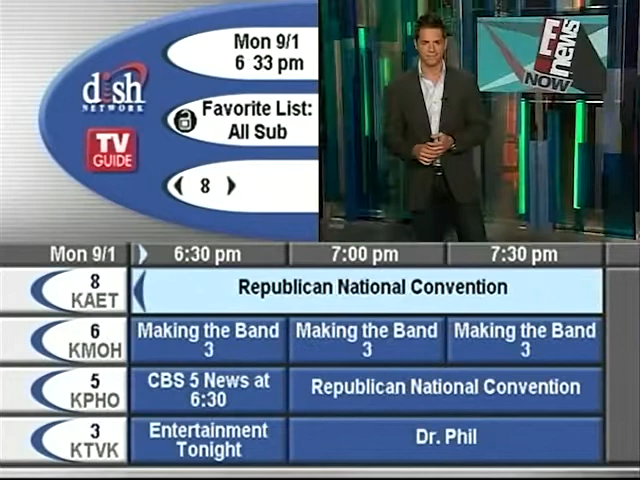 Mon 9/1
6 33 pm
dish
NETWORK
Favorite List:
All Sub
TV
GUIDE
8
E! news
NOW
Mon 9/1 6:30 pm 7:00 pm 7:30 pm
8
KAET
Republican National Convention
6
KMOH
Making the Band
3
Making the Band
3
Making the Band
3
5
KPHO
CBS 5 News at
6:30
Republican National Convention
3
KTVK
Entertainment
Tonight
Dr. Phil